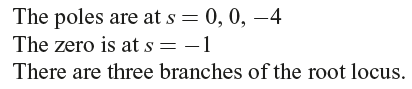 The poles are at s = 0, 0, −4
The zero is at s = −1
There are three branches of the root locus.